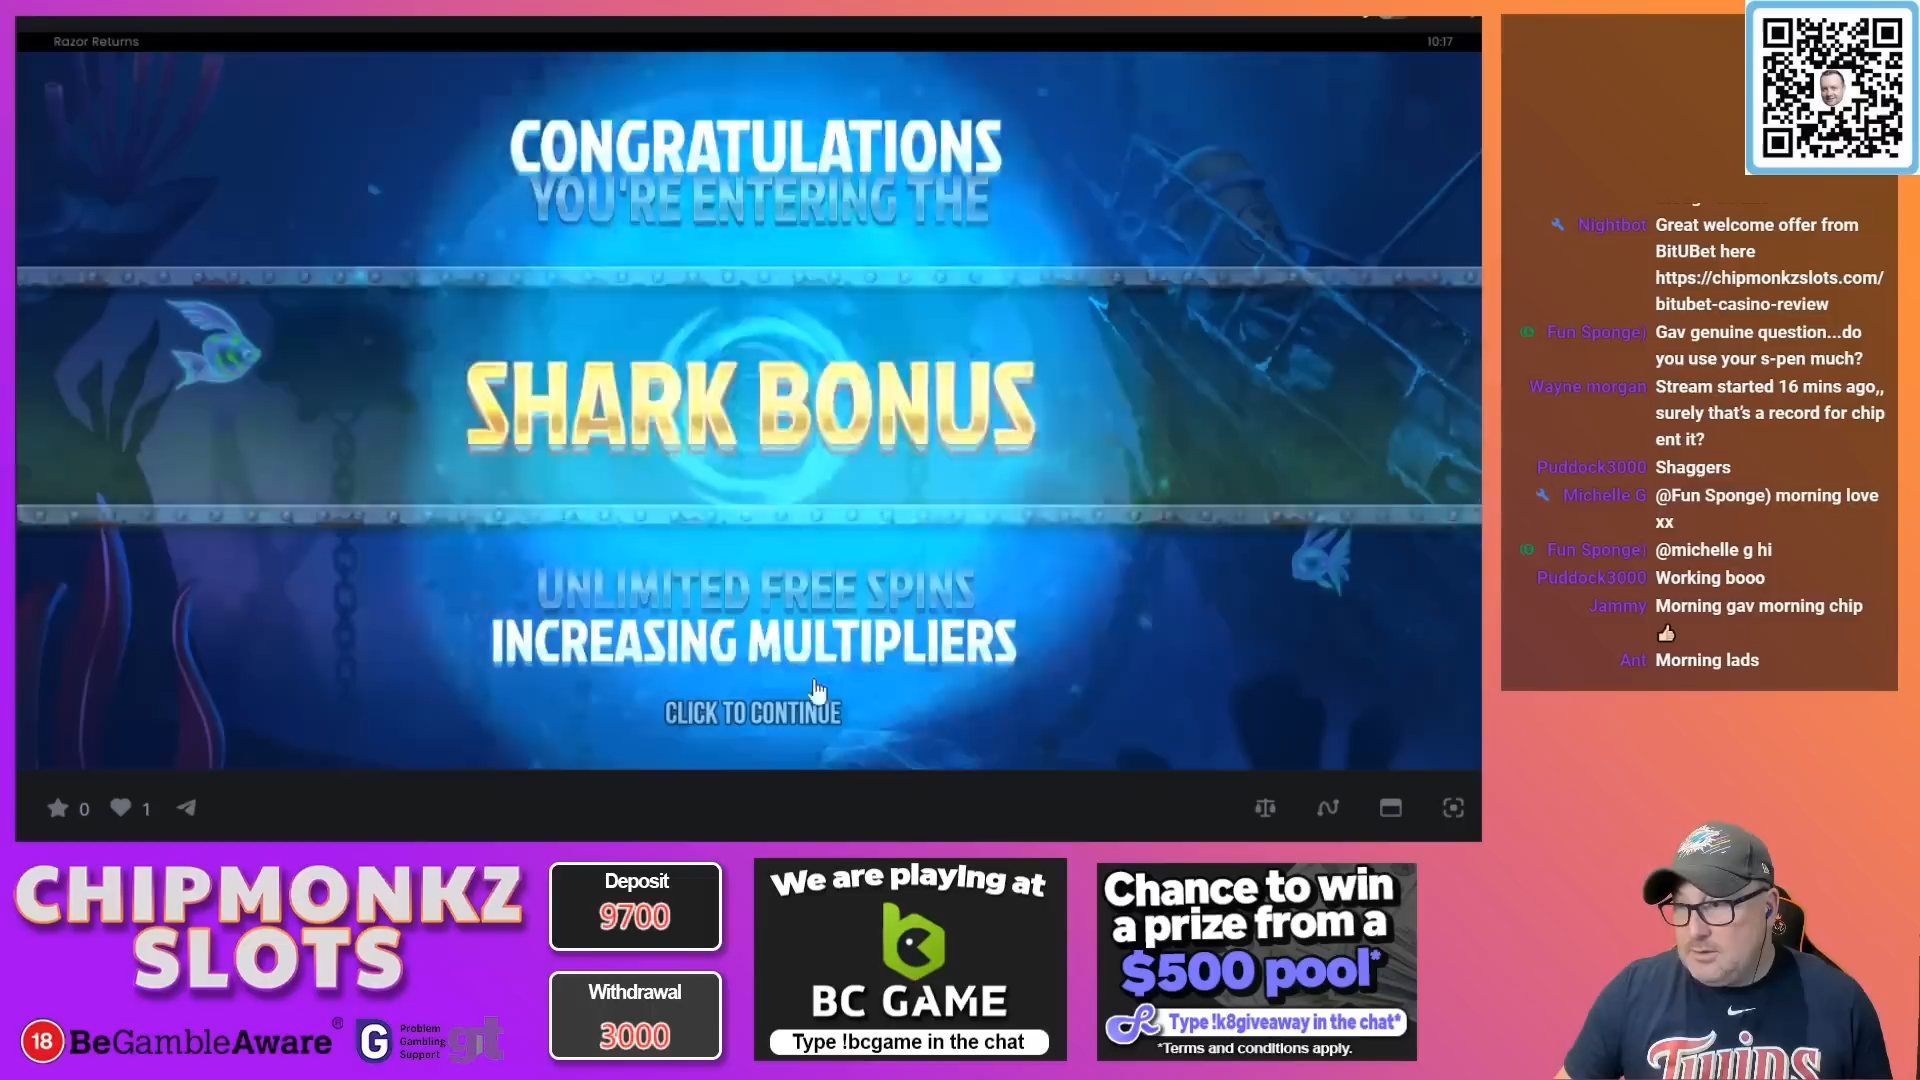 Razor Returns
10:17
CONGRATULATIONS
YOU'RE ENTERING THE
SHARK BONUS
UNLIMITED FREE SPINS
INCREASING MULTIPLIERS
CLICK TO CONTINUE
0
1
Nightbot Great welcome offer from
BitUBet here
https://chipmonkzslots.com/
bitubet-casino-review
Fun Sponge) Gav genuine question...do
you use your s-pen much?
Wayne morgan Stream started 16 mins ago,,
surely that's a record for chip
ent it?
Puddock3000 Shaggers
Michelle G @Fun Sponge) morning love
xx
Fun Sponge) @michelle g hi
Puddock3000 Working booo
Jammy Morning gav morning chip
👍🏻
Ant Morning lads
CHIPMONKZ
SLOTS
18 BeGambleAware®
G Problem
Gambling
Support
Deposit
9700
Withdrawal
3000
We are playing at
BC GAME
Type !bcgame in the chat
Chance to win
a prize from a
$500 pool*
Type !k8giveaway in the chat*
*Terms and conditions apply.
Twins